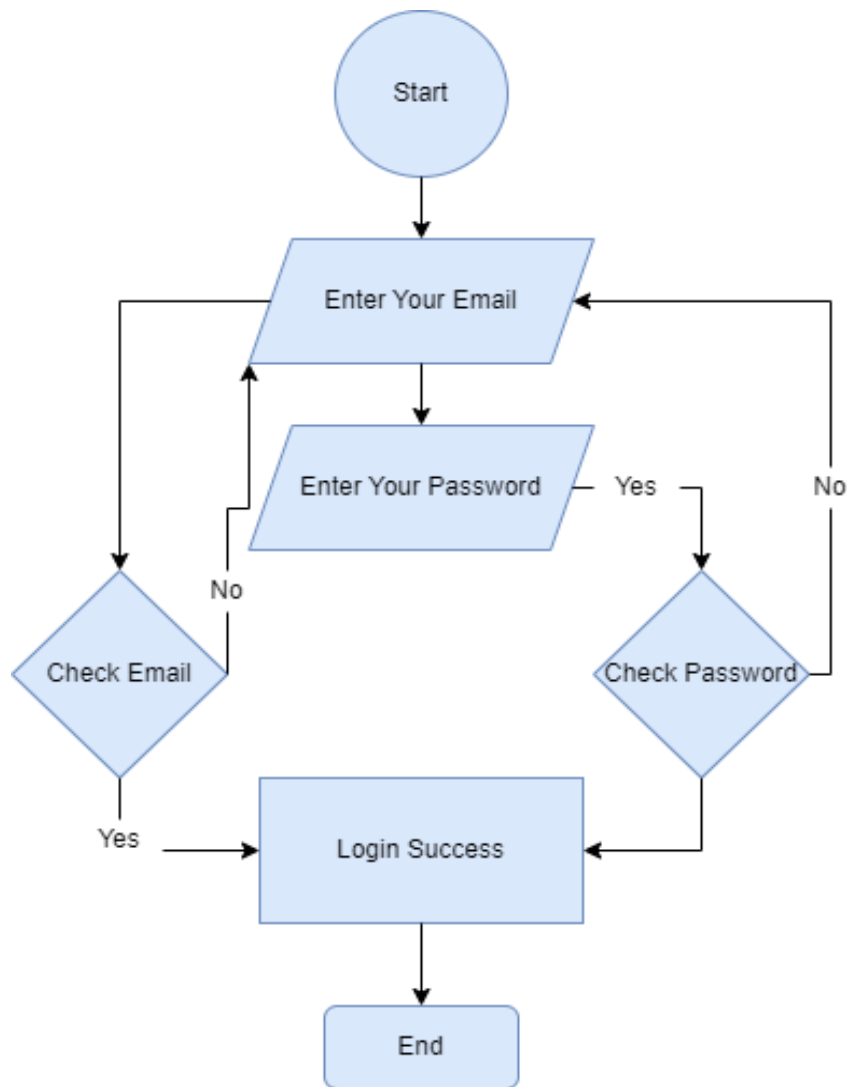 Start
Enter Your Email
Enter Your Password
Yes
No
No
Check Email
Check Password
Yes
Login Success
End